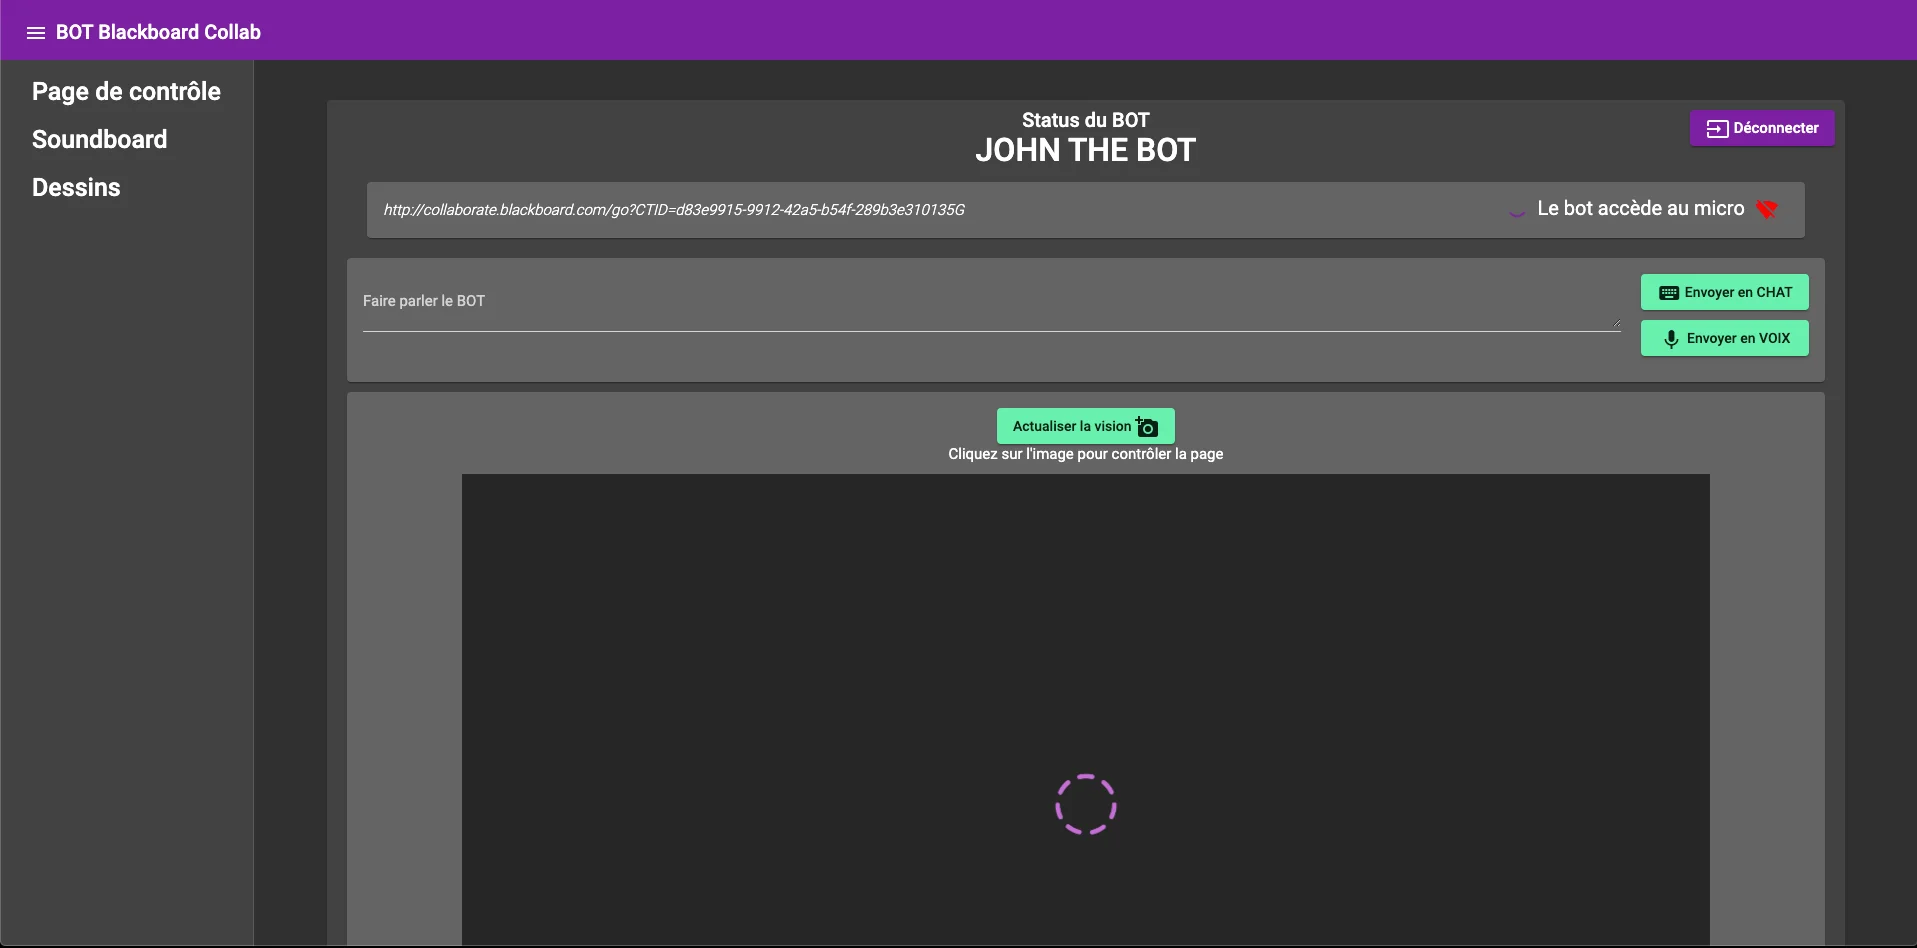 BOT Blackboard Collab
Page de contrôle
Soundboard
Dessins
Status du BOT
JOHN THE BOT
Déconnecter
http://collaborate.blackboard.com/go?CTID=d83e9915-9912-42a5-b54f-289b3e310135G
Le bot accède au micro
Faire parler le BOT
Envoyer en CHAT
Envoyer en VOIX
Actualiser la vision
Cliquez sur l'image pour contrôler la page